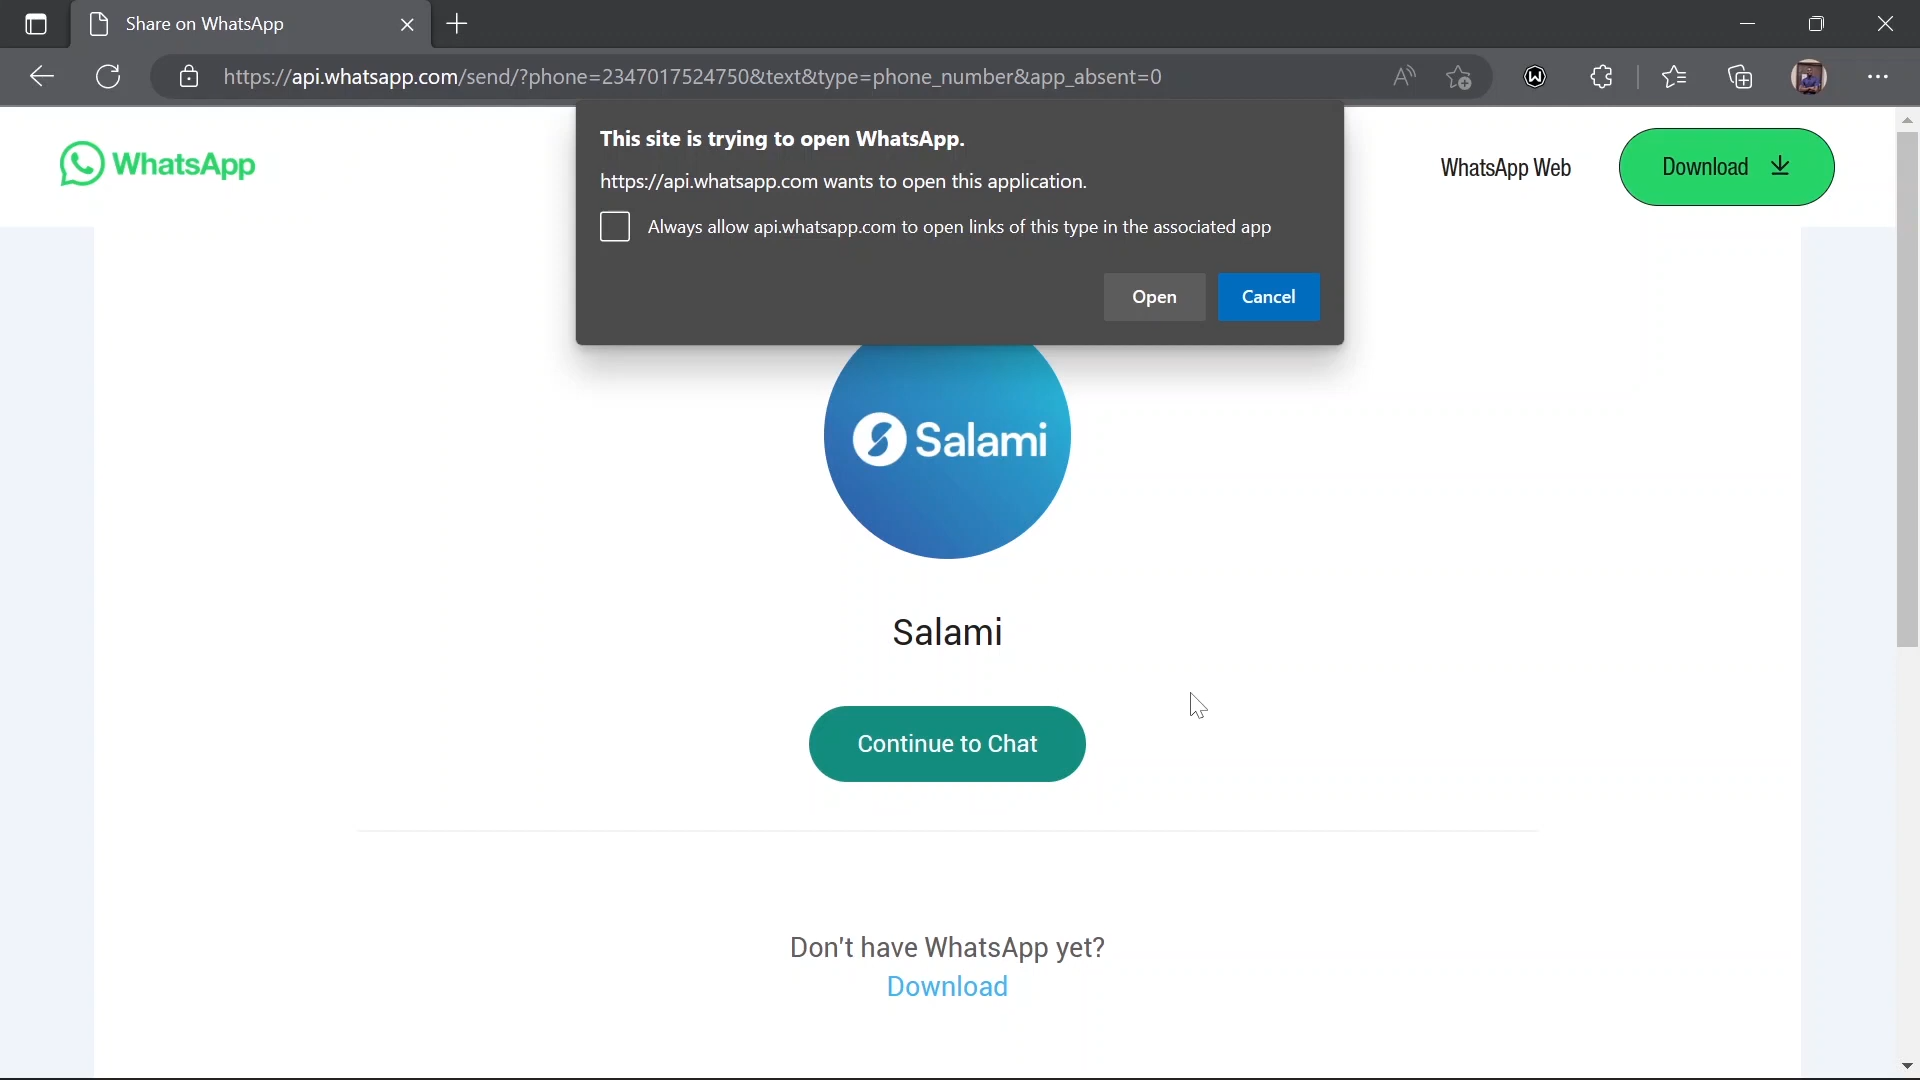 Share on WhatsApp
https://api.whatsapp.com/send/?phone=2347017524750&text&type=phone_number&app_absent=0
This site is trying to open WhatsApp.
https://api.whatsapp.com wants to open this application.
Always allow api.whatsapp.com to open links of this type in the associated app
Open
Cancel
WhatsApp
WhatsApp Web
Download
Salami
Salami
Continue to Chat
Don't have WhatsApp yet?
Download